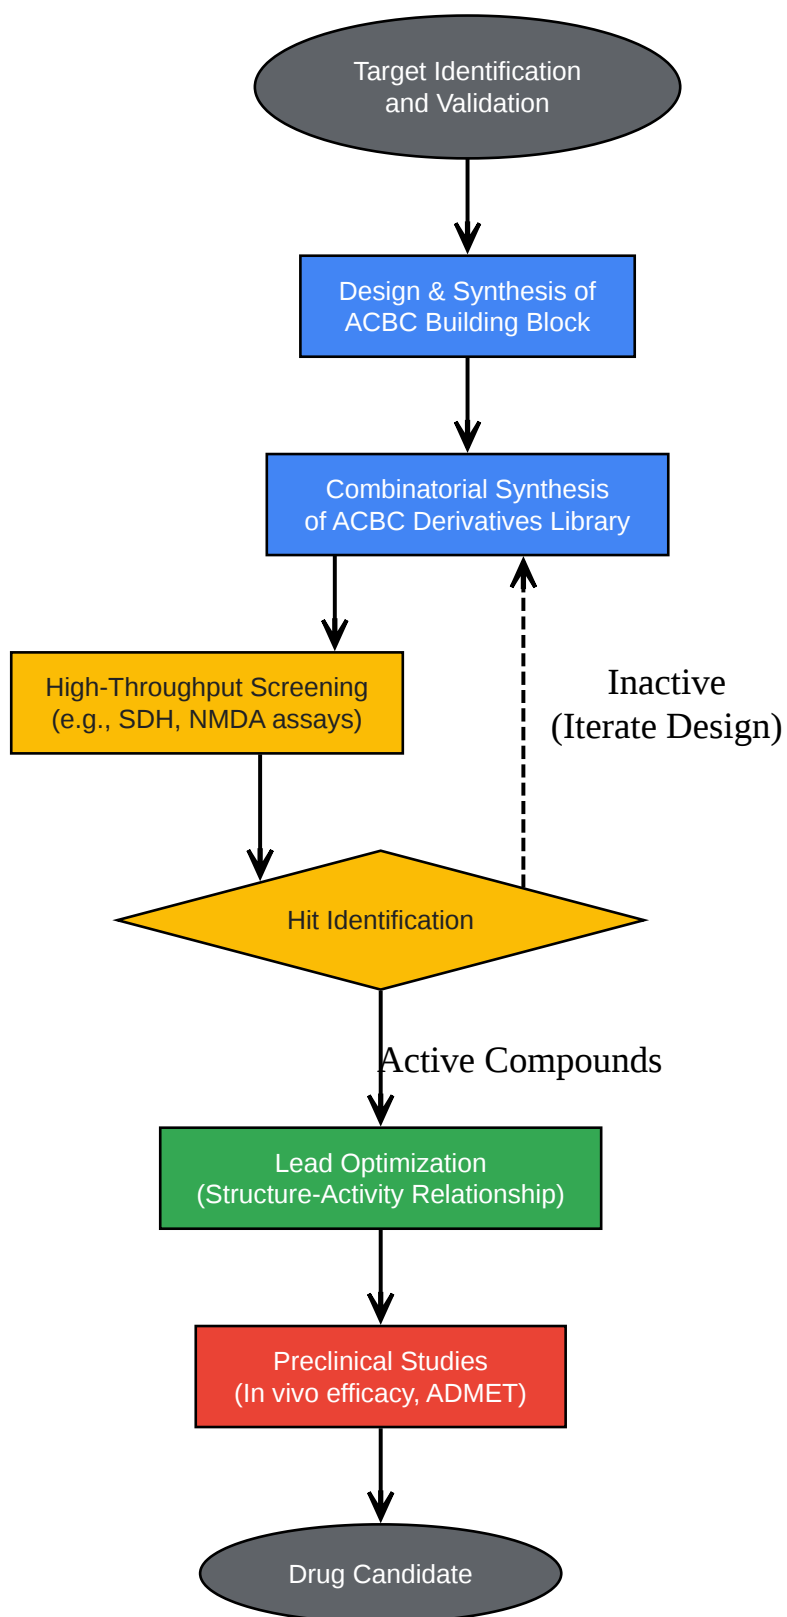 Target Identification
and Validation
Design & Synthesis of
ACBC Building Block
Combinatorial Synthesis
of ACBC Derivatives Library
High-Throughput Screening
(e.g., SDH, NMDA assays)
Inactive
(Iterate Design)
Hit Identification
Active Compounds
Lead Optimization
(Structure-Activity Relationship)
Preclinical Studies
(In vivo efficacy, ADMET)
Drug Candidate